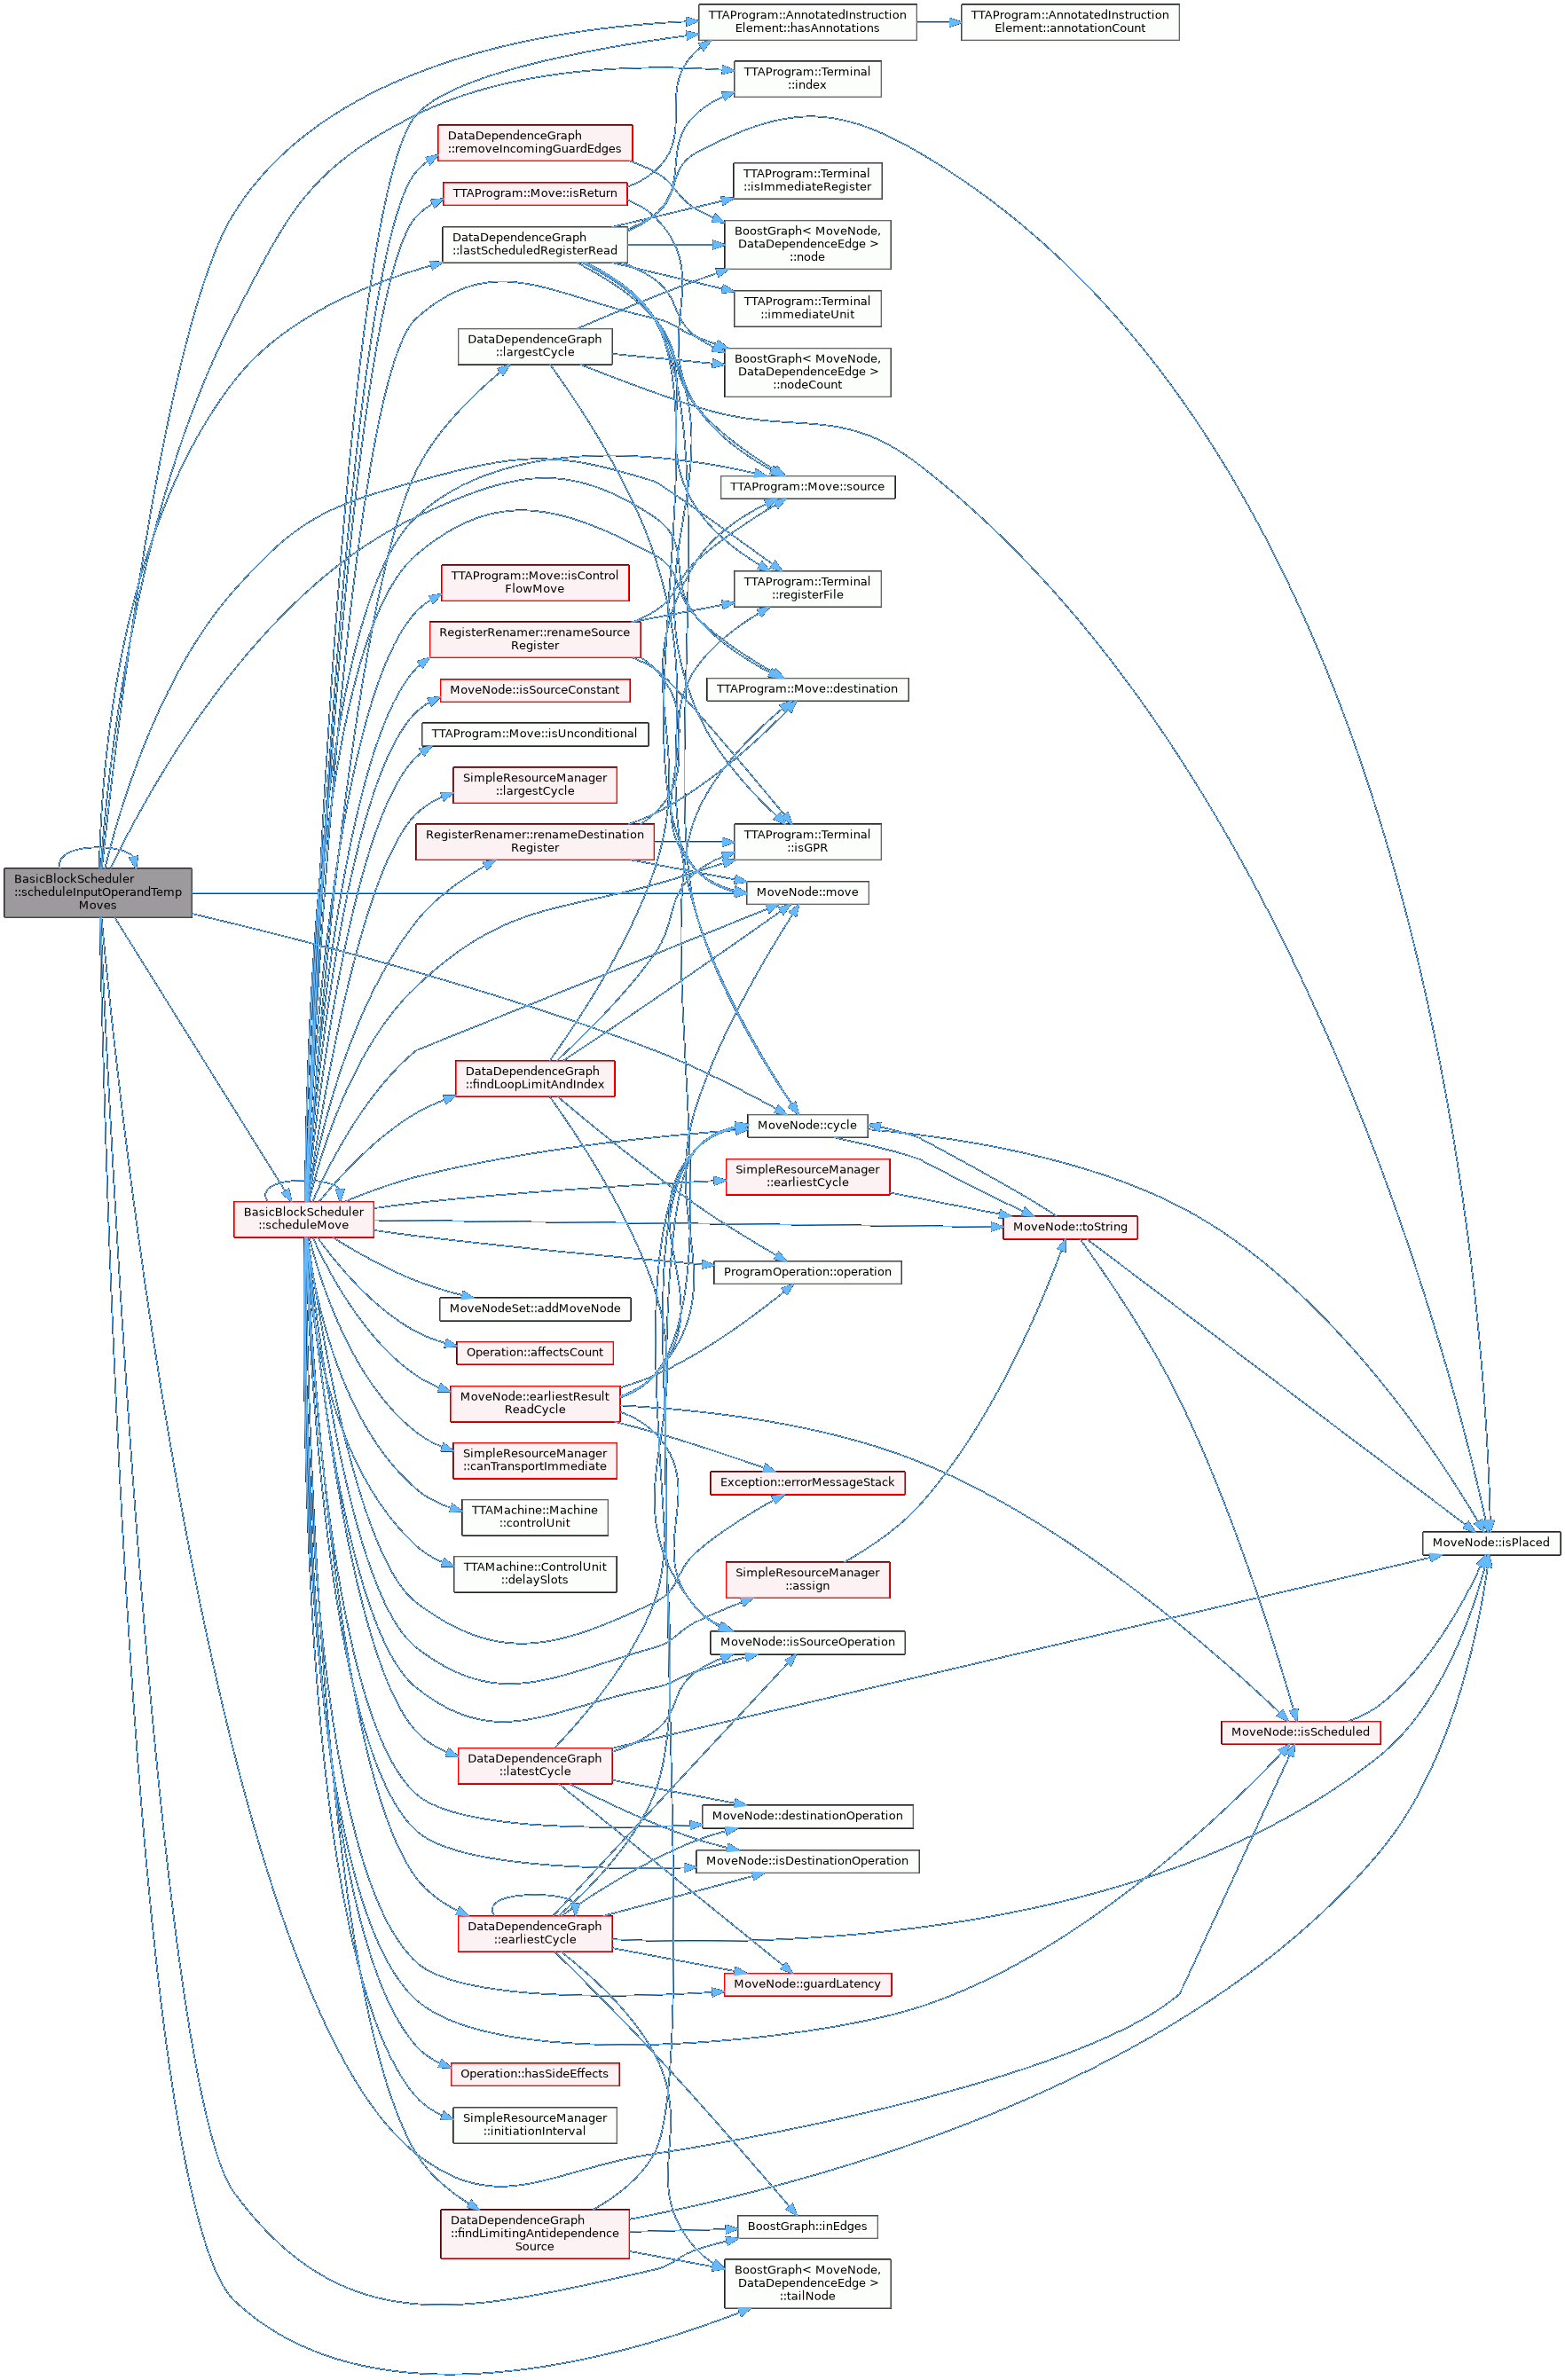 TTAProgram::AnnotatedInstruction
Element::hasAnnotations
TTAProgram::AnnotatedInstruction
Element::annotationCount
TTAProgram::Terminal
::index
DataDependenceGraph
::removeIncomingGuardEdges
TTAProgram::Terminal
::isImmediateRegister
TTAProgram::Move::isReturn
DataDependenceGraph
::lastScheduledRegisterRead
BoostGraph< MoveNode,
DataDependenceEdge >
::node
TTAProgram::Terminal
::immediateUnit
DataDependenceGraph
::largestCycle
BoostGraph< MoveNode,
DataDependenceEdge >
::nodeCount
TTAProgram::Move::source
TTAProgram::Move::isControl
FlowMove
TTAProgram::Terminal
::registerFile
RegisterRenamer::renameSource
Register
MoveNode::isSourceConstant
TTAProgram::Move::destination
TTAProgram::Move::isUnconditional
SimpleResourceManager
::largestCycle
RegisterRenamer::renameDestination
Register
TTAProgram::Terminal
::isGPR
BasicBlockScheduler
::scheduleInputOperandTemp
Moves
MoveNode::move
DataDependenceGraph
::findLoopLimitAndIndex
MoveNode::cycle
SimpleResourceManager
::earliestCycle
BasicBlockScheduler
::scheduleMove
MoveNode::toString
ProgramOperation::operation
MoveNodeSet::addMoveNode
Operation::affectsCount
MoveNode::earliestResult
ReadCycle
SimpleResourceManager
::canTransportImmediate
Exception::errorMessageStack
TTAMachine::Machine
::controlUnit
MoveNode::isPlaced
TTAMachine::ControlUnit
::delaySlots
SimpleResourceManager
::assign
MoveNode::isSourceOperation
MoveNode::isScheduled
DataDependenceGraph
::latestCycle
MoveNode::destinationOperation
MoveNode::isDestinationOperation
DataDependenceGraph
::earliestCycle
MoveNode::guardLatency
Operation::hasSideEffects
SimpleResourceManager
::initiationInterval
DataDependenceGraph
::findLimitingAntidependence
Source
BoostGraph::inEdges
BoostGraph< MoveNode,
DataDependenceEdge >
::tailNode